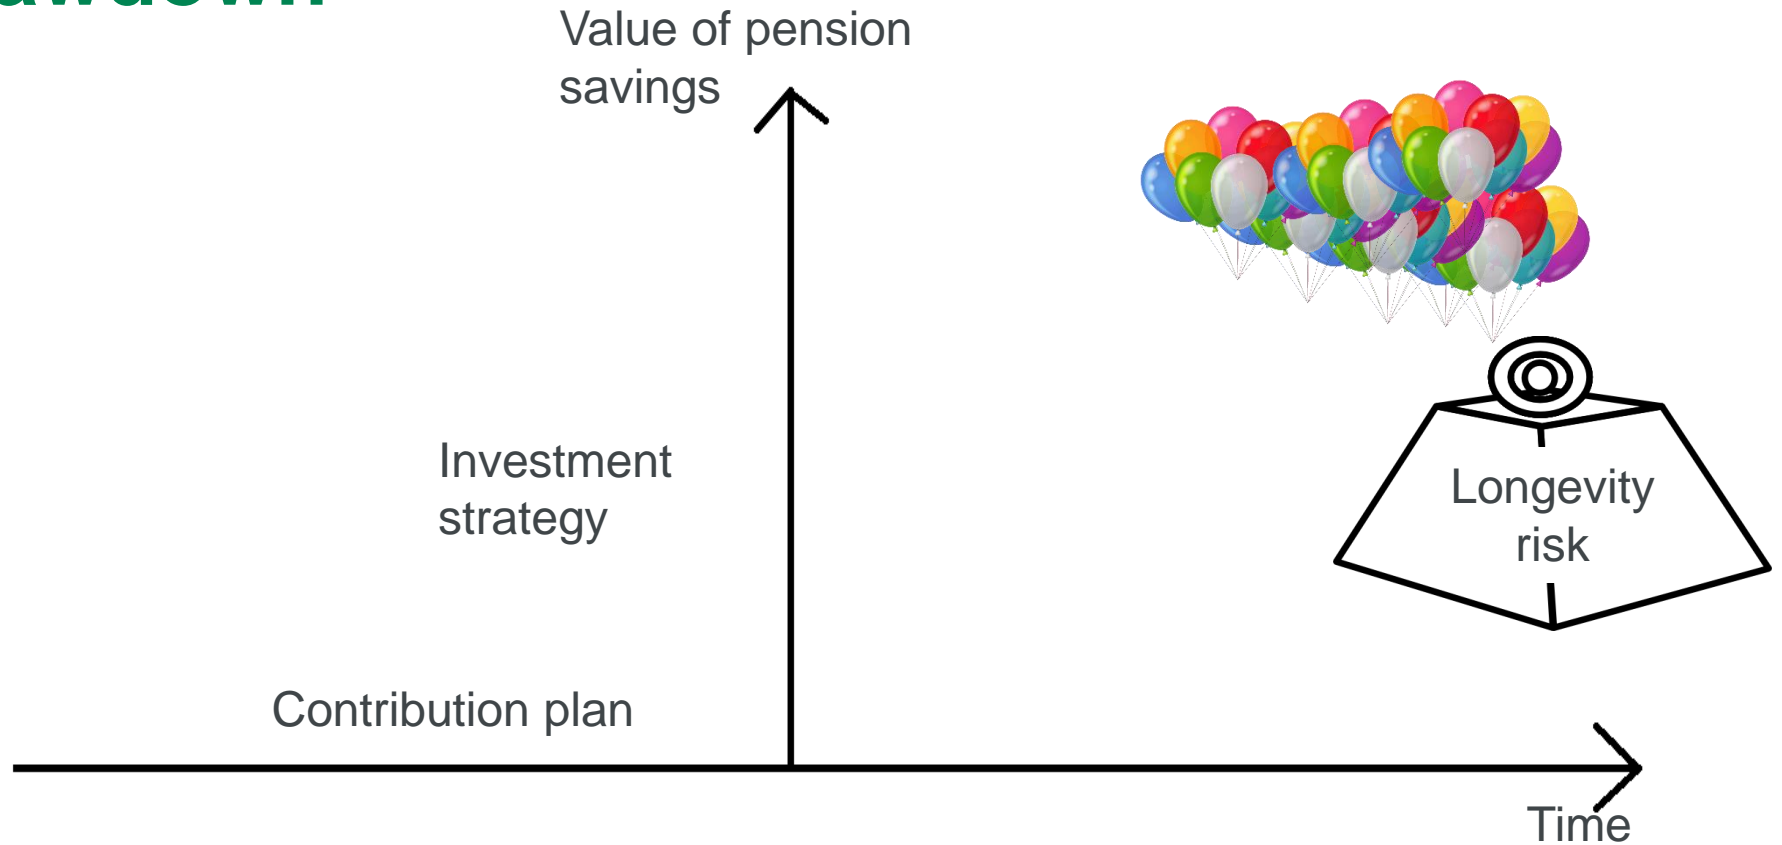 Value of pension
savings
Investment
strategy
Longevity
risk
Contribution plan
Time